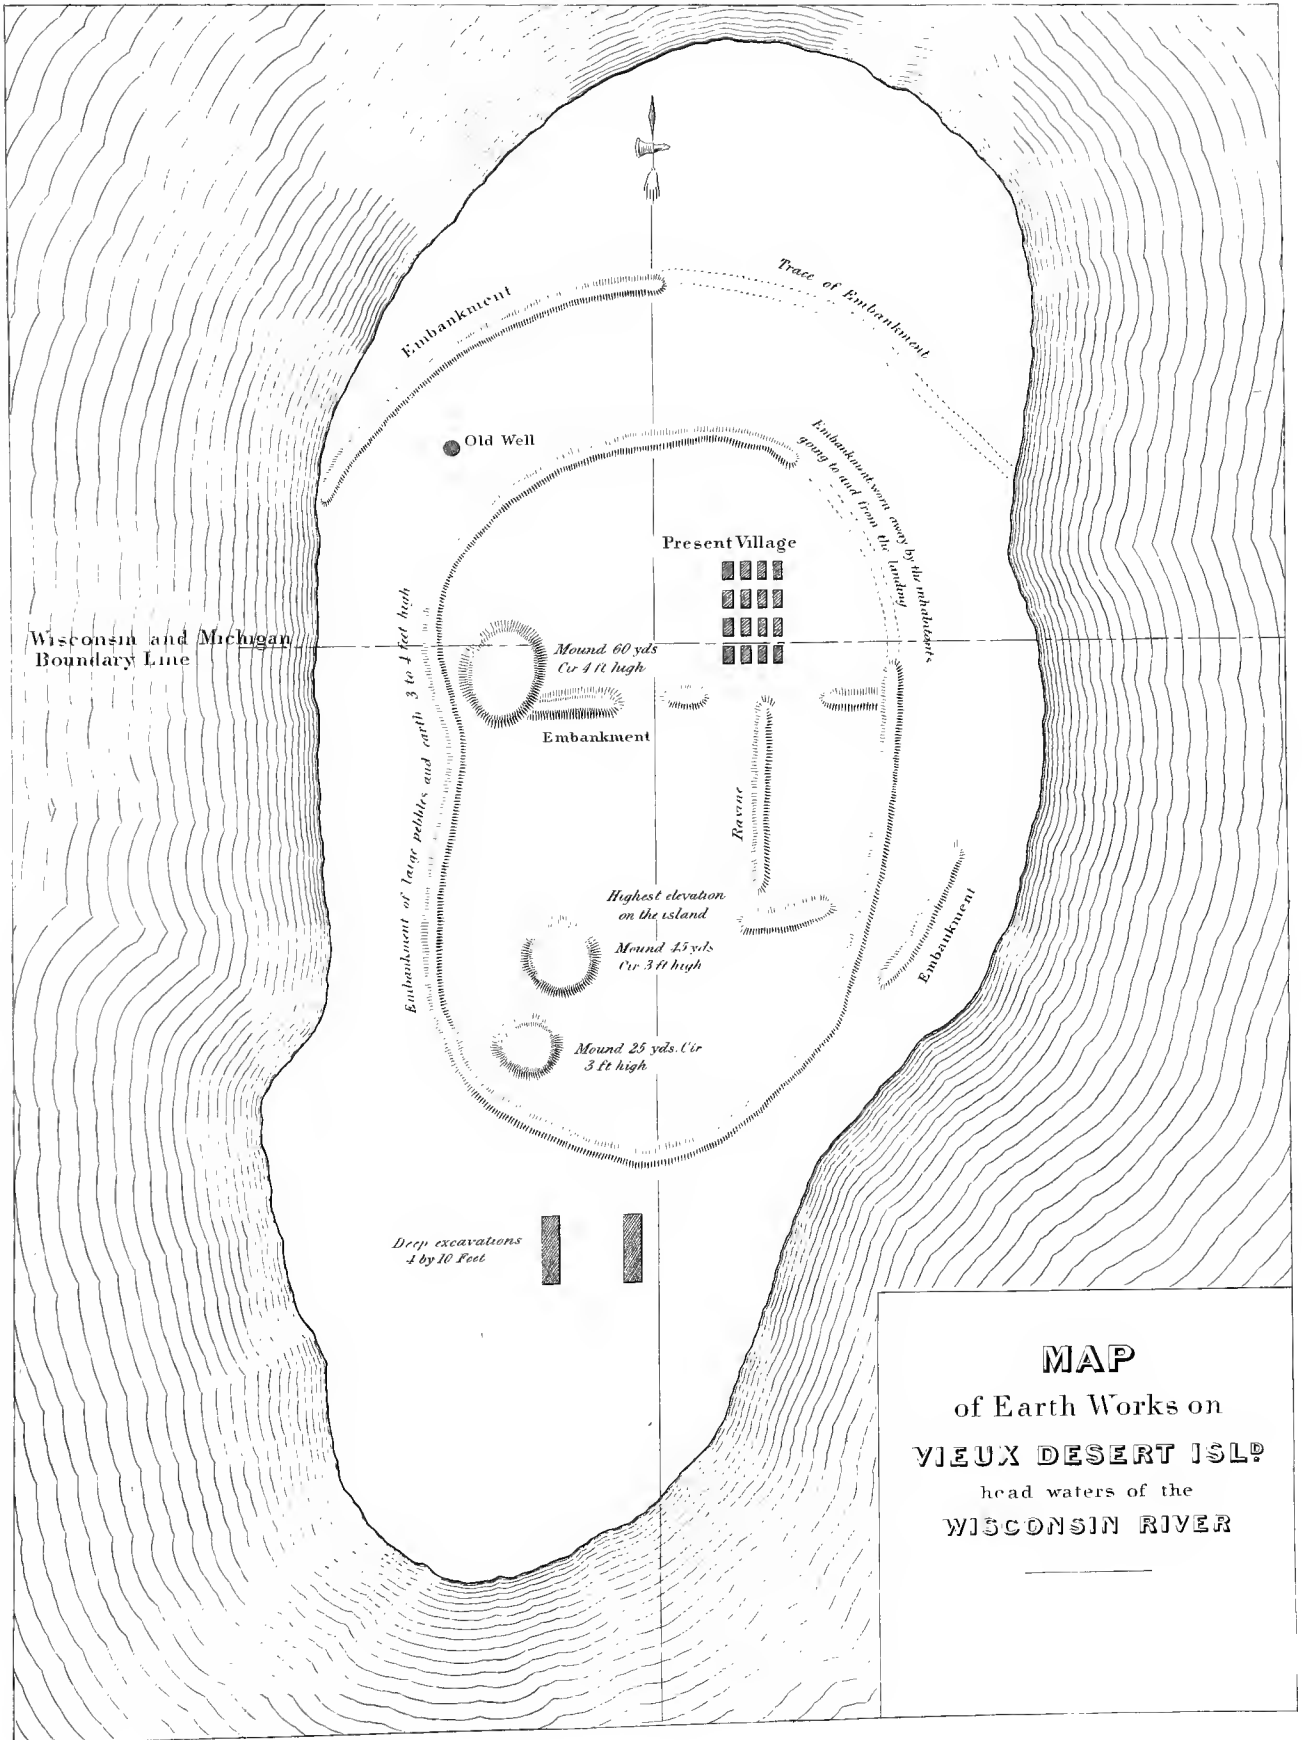 Embankment
Trace of Embankment
Old Well
Embankment worn away by the inhabitants
going to and from the landing
Present Village
Wisconsin and Michigan
Boundary Line
Mound 60 yds
Cir 4 ft high
Embankment
Embankment of large pebbles and earth 3 to 4 feet high
Ravine
Highest elevation
on the island
Mound 45 yds
Cir 3 ft high
Embankment
Mound 25 yds. Cir
3 ft high
Deep excavations
4 by 10 Feet
MAP
of Earth Works on
VIEUX DESERT ISLD
head waters of the
WISCONSIN RIVER